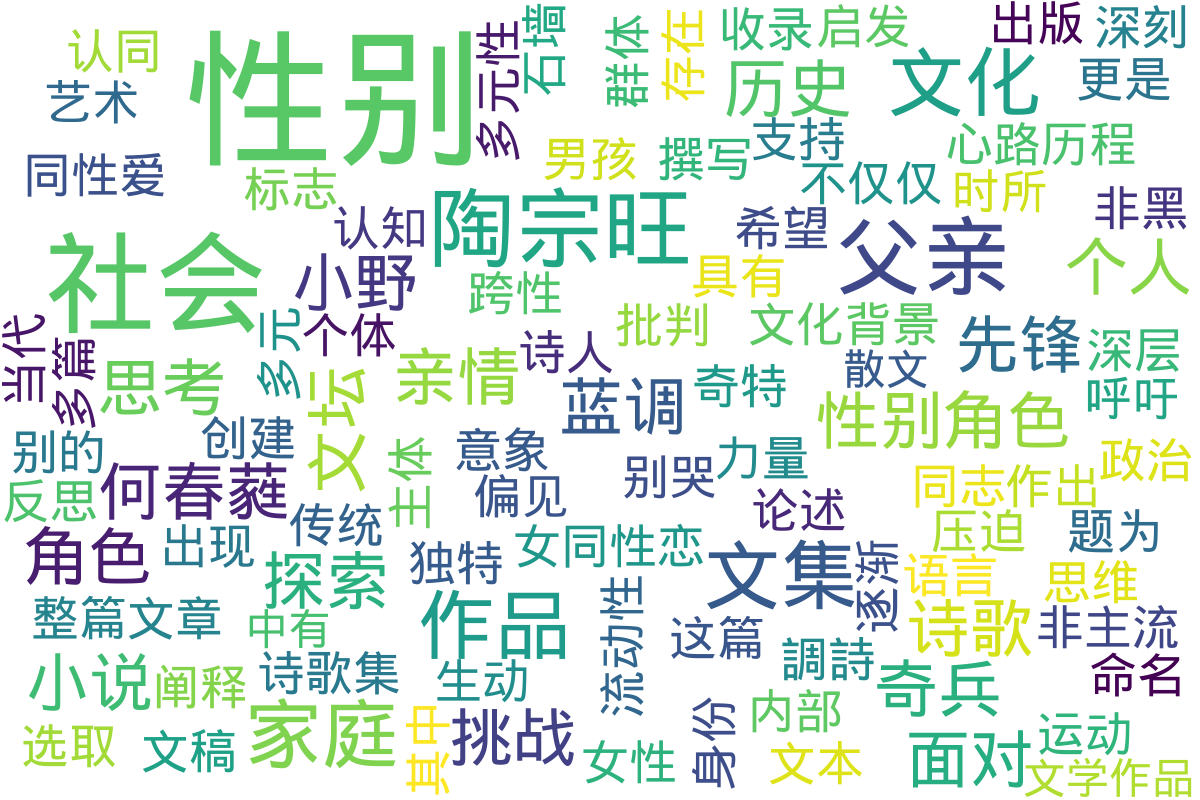 认同
性别
多元性
石墙
群体
存在
收录
启发
出版
深刻
艺术
历史
文化
更是
同性爱
标志
男孩
撰写
支持
不仅仅
心路历程
时所
非黑
认知
陶宗旺
希望
父亲
个人
社会
小野
跨性
具有
当代
多篇
多元
个体
诗人
批判
文化背景
先锋
深层
思考
亲情
蓝调
奇特
散文
呼吁
文坛
性别角色
别的
创建
主体
意象
别哭
力量
政治
反思
何春蕤
偏见
论述
同志作出
角色
出现
传统
独特
女同性恋
文集
逐渐
压迫
题为
探索
语言
思维
整篇文章
中有
作品
流动性
这篇
诗歌
非主流
小说
阐释
诗歌集
生动
調詩
奇兵
命名
选取
文稿
家庭
其中
挑战
女性
身份
内部
文本
面对
运动
文学作品